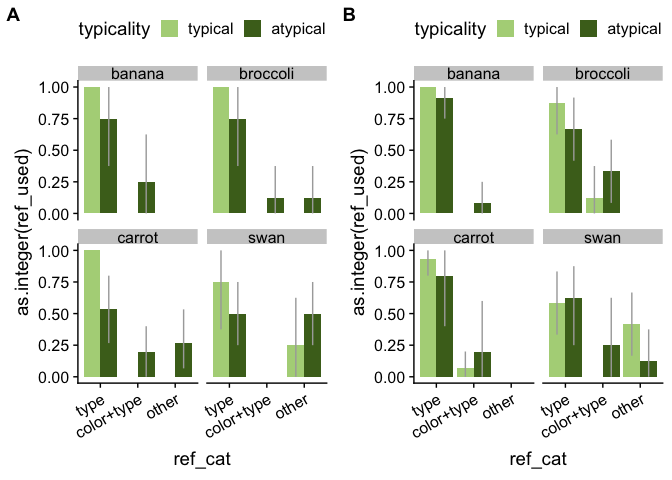 A
typicality typical atypical
banana broccoli
1.00
0.75
0.50
0.25
0.00
carrot swan
1.00
0.75
0.50
0.25
0.00
as.integer(ref_used)
type color+type other type color+type other
ref_cat
B
typicality typical atypical
banana broccoli
1.00
0.75
0.50
0.25
0.00
carrot swan
1.00
0.75
0.50
0.25
0.00
as.integer(ref_used)
type color+type other type color+type other
ref_cat